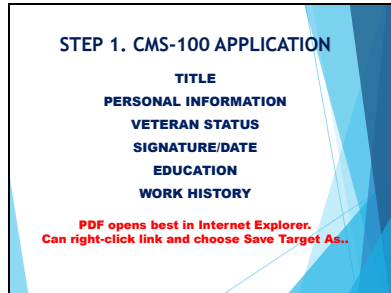 STEP 1. CMS-100 APPLICATION
TITLE
PERSONAL INFORMATION
VETERAN STATUS
SIGNATURE/DATE
EDUCATION
WORK HISTORY
PDF opens best in Internet Explorer.
Can right-click link and choose Save Target As..